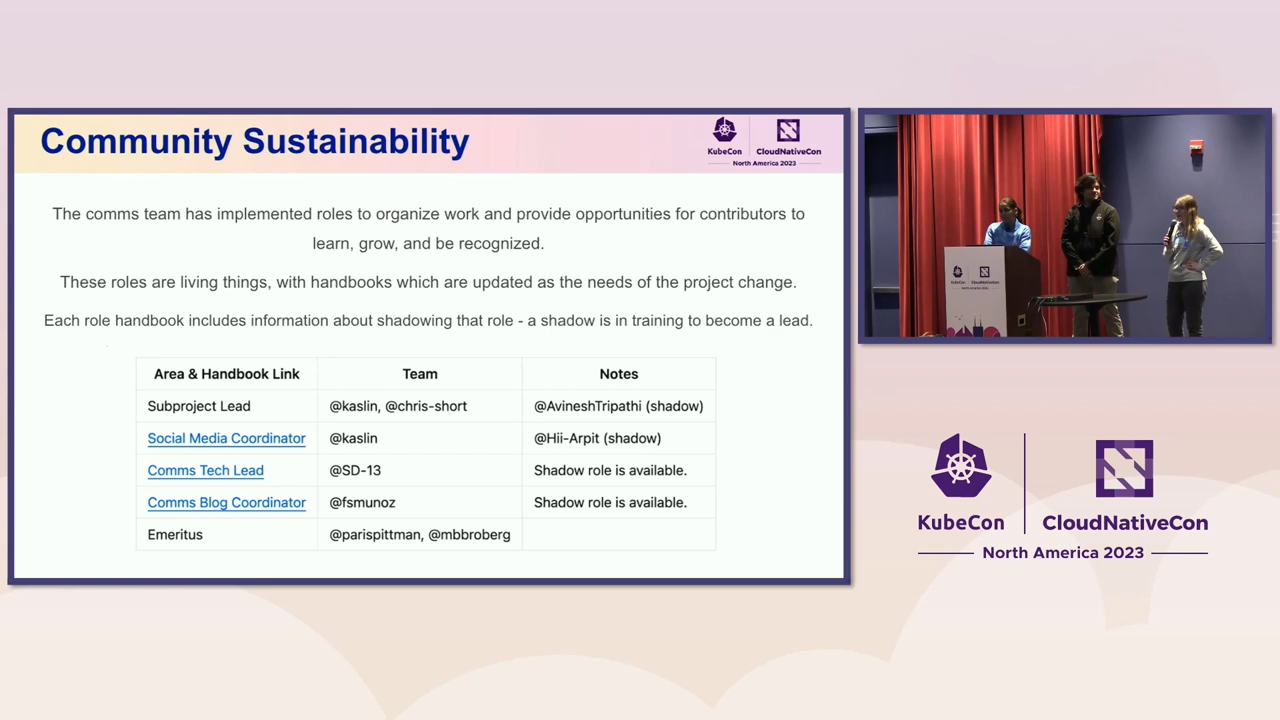 Community Sustainability
KubeCon CloudNativeCon
North America 2023
The comms team has implemented roles to organize work and provide opportunities for contributors to
learn, grow, and be recognized.
These roles are living things, with handbooks which are updated as the needs of the project change.
Each role handbook includes information about shadowing that role - a shadow is in training to become a lead.
Area & Handbook Link Team Notes
Subproject Lead @kaslin, @chris-short @AvineshTripathi (shadow)
Social Media Coordinator @kaslin @Hii-Arpit (shadow)
Comms Tech Lead @SD-13 Shadow role is available.
Comms Blog Coordinator @fsmunoz Shadow role is available.
Emeritus @parispittman, @mbbroberg
KubeCon CloudNativeCon
KubeCon CloudNativeCon
North America 2023